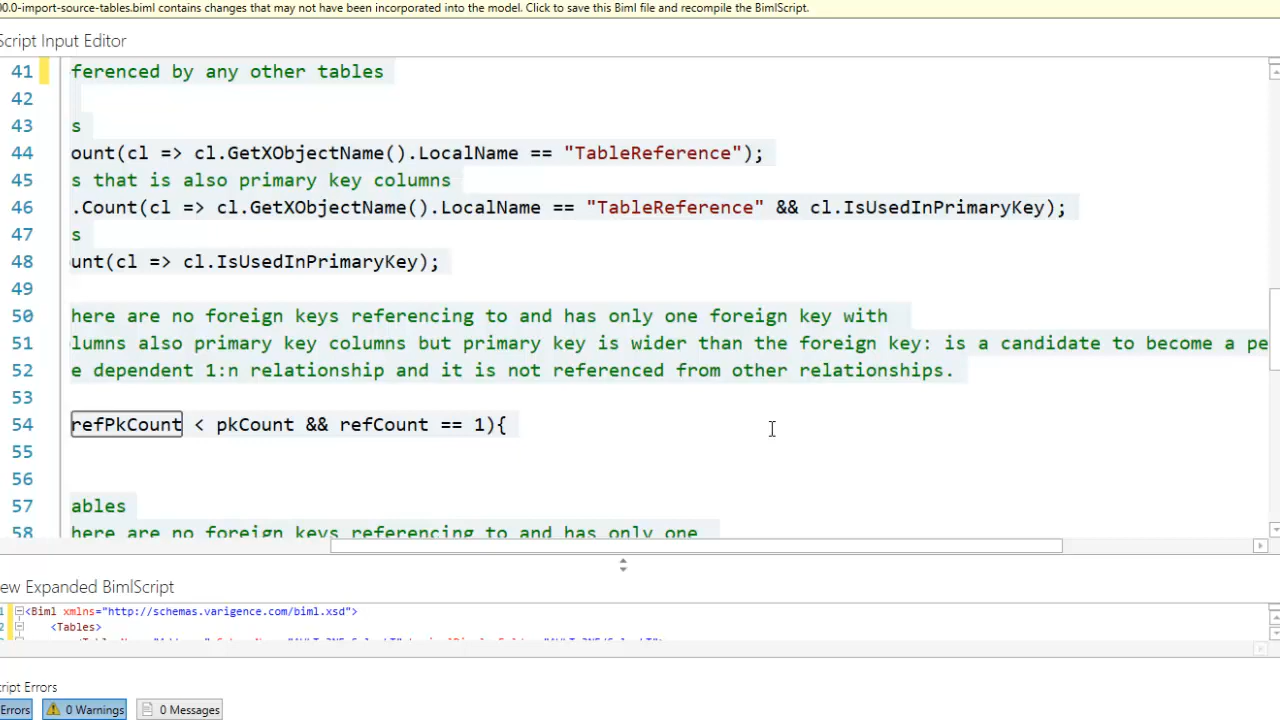 00.0-import-source-tables.biml contains changes that may not have been incorporated into the model. Click to save this Biml file and recompile the BimlScript.
Script Input Editor
41 ferenced by any other tables
42
43 s
44 ount(cl => cl.GetXObjectName().LocalName == "TableReference");
45 s that is also primary key columns
46 .Count(cl => cl.GetXObjectName().LocalName == "TableReference" && cl.IsUsedInPrimaryKey);
47 s
48 unt(cl => cl.IsUsedInPrimaryKey);
49
50 here are no foreign keys referencing to and has only one foreign key with
51 lumns also primary key columns but primary key is wider than the foreign key: is a candidate to become a pe
52 e dependent 1:n relationship and it is not referenced from other relationships.
53
54 refPkCount < pkCount && refCount == 1){
55
56
57 ables
58 here are no foreign keys referencing to and has only one
ew Expanded BimlScript
1 <Biml xmlns="http://schemas.varigence.com/biml.xsd">
2 <Tables>
cript Errors
Errors
0 Warnings
0 Messages